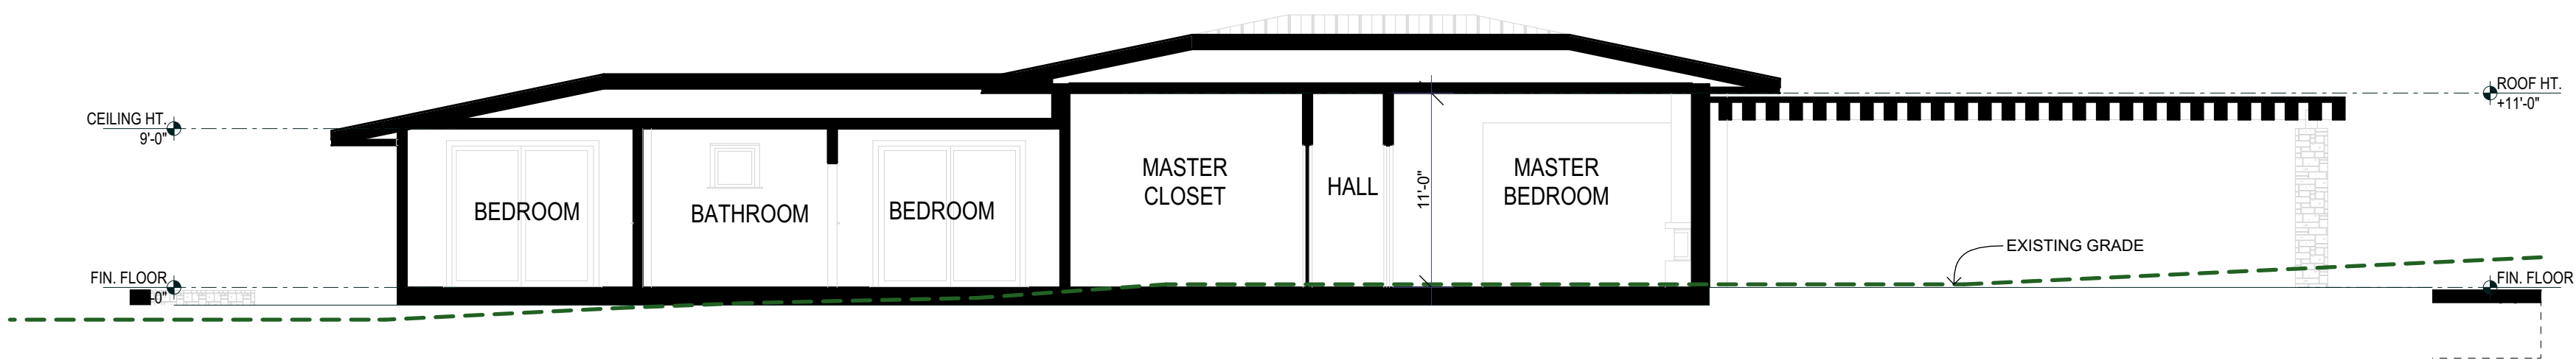 ROOF HT.
+11'-0"
CEILING HT.
9'-0"
MASTER
CLOSET
HALL
11'-0"
MASTER
BEDROOM
BEDROOM
BATHROOM
BEDROOM
EXISTING GRADE
FIN. FLOOR
-0"
FIN. FLOOR